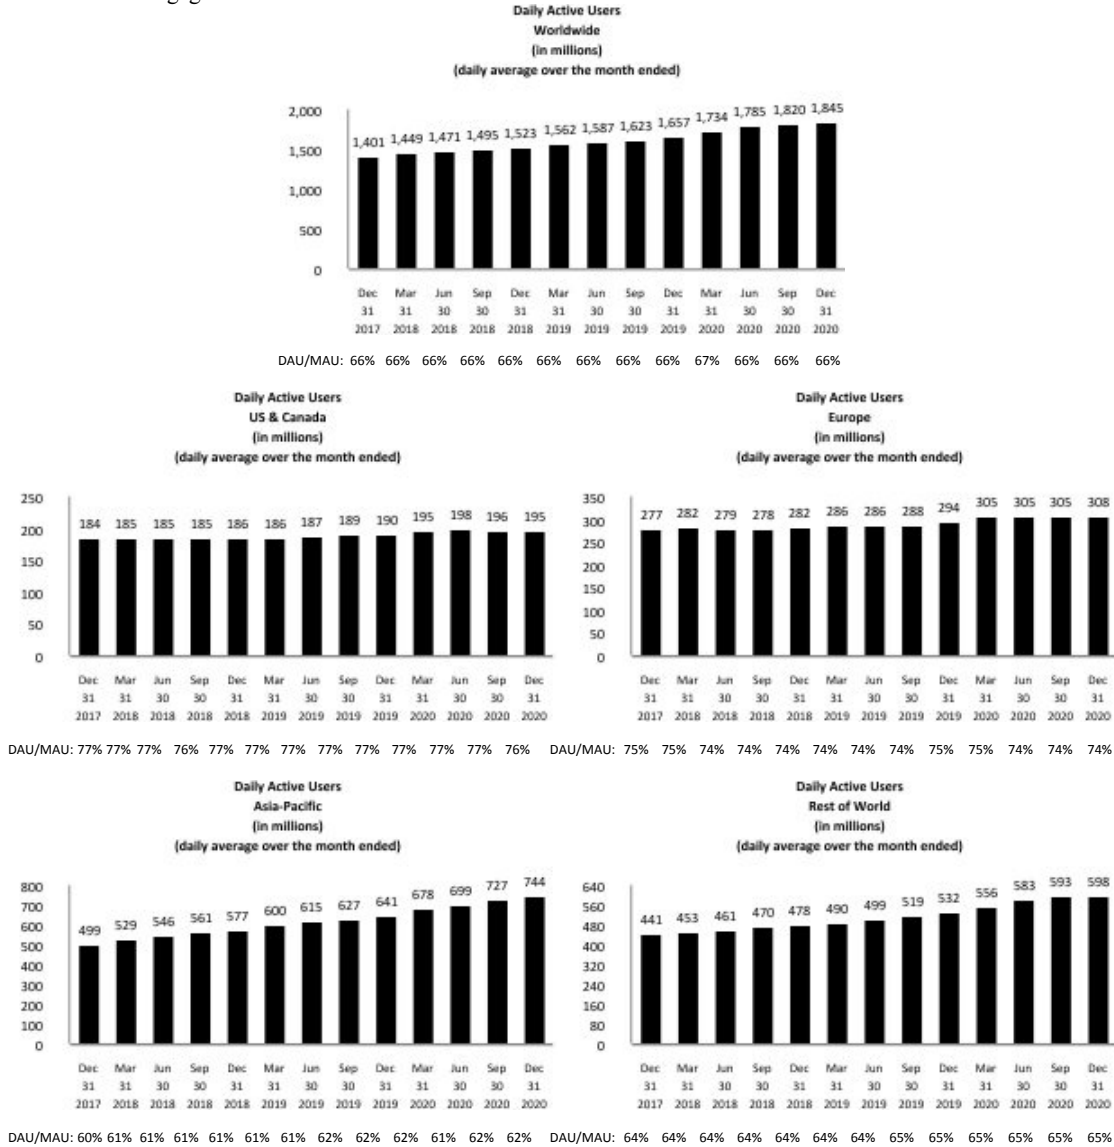 Daily Active Users
Worldwide
(in millions)
(daily average over the month ended)
2,000
1,500
1,000
500
0
1,401 1,449 1,471 1,495 1,523 1,562 1,587 1,623 1,657 1,734 1,785 1,820 1,845
Dec Mar Jun Sep Dec Mar Jun Sep Dec Mar Jun Sep Dec
31 31 30 30 31 31 30 30 31 31 30 30 31
2017 2018 2018 2018 2018 2019 2019 2019 2019 2020 2020 2020 2020
DAU/MAU: 66% 66% 66% 66% 66% 66% 66% 66% 66% 67% 66% 66% 66%
Daily Active Users
US & Canada
(in millions)
(daily average over the month ended)
250
200
150
100
50
0
184 185 185 185 186 186 187 189 190 195 198 196 195
Dec Mar Jun Sep Dec Mar Jun Sep Dec Mar Jun Sep Dec
31 31 30 30 31 31 30 30 31 31 30 30 31
2017 2018 2018 2018 2018 2019 2019 2019 2019 2020 2020 2020 2020
DAU/MAU: 77% 77% 77% 76% 77% 77% 77% 77% 77% 77% 77% 77% 76%
Daily Active Users
Europe
(in millions)
(daily average over the month ended)
350
300
250
200
150
100
50
0
277 282 279 278 282 286 286 288 294 305 305 305 308
Dec Mar Jun Sep Dec Mar Jun Sep Dec Mar Jun Sep Dec
31 31 30 30 31 31 30 30 31 31 30 30 31
2017 2018 2018 2018 2018 2019 2019 2019 2019 2020 2020 2020 2020
DAU/MAU: 75% 75% 74% 74% 74% 74% 74% 74% 75% 75% 74% 74% 74%
Daily Active Users
Asia-Pacific
(in millions)
(daily average over the month ended)
800
700
600
500
400
300
200
100
0
499 529 546 561 577 600 615 627 641 678 699 727 744
Dec Mar Jun Sep Dec Mar Jun Sep Dec Mar Jun Sep Dec
31 31 30 30 31 31 30 30 31 31 30 30 31
2017 2018 2018 2018 2018 2019 2019 2019 2019 2020 2020 2020 2020
DAU/MAU: 60% 61% 61% 61% 61% 61% 61% 62% 62% 62% 61% 62% 62%
Daily Active Users
Rest of World
(in millions)
(daily average over the month ended)
640
560
480
400
320
240
160
80
0
441 453 461 470 478 490 499 519 532 556 583 593 598
Dec Mar Jun Sep Dec Mar Jun Sep Dec Mar Jun Sep Dec
31 31 30 30 31 31 30 30 31 31 30 30 31
2017 2018 2018 2018 2018 2019 2019 2019 2019 2020 2020 2020 2020
DAU/MAU: 64% 64% 64% 64% 64% 64% 64% 65% 65% 65% 65% 65% 65%